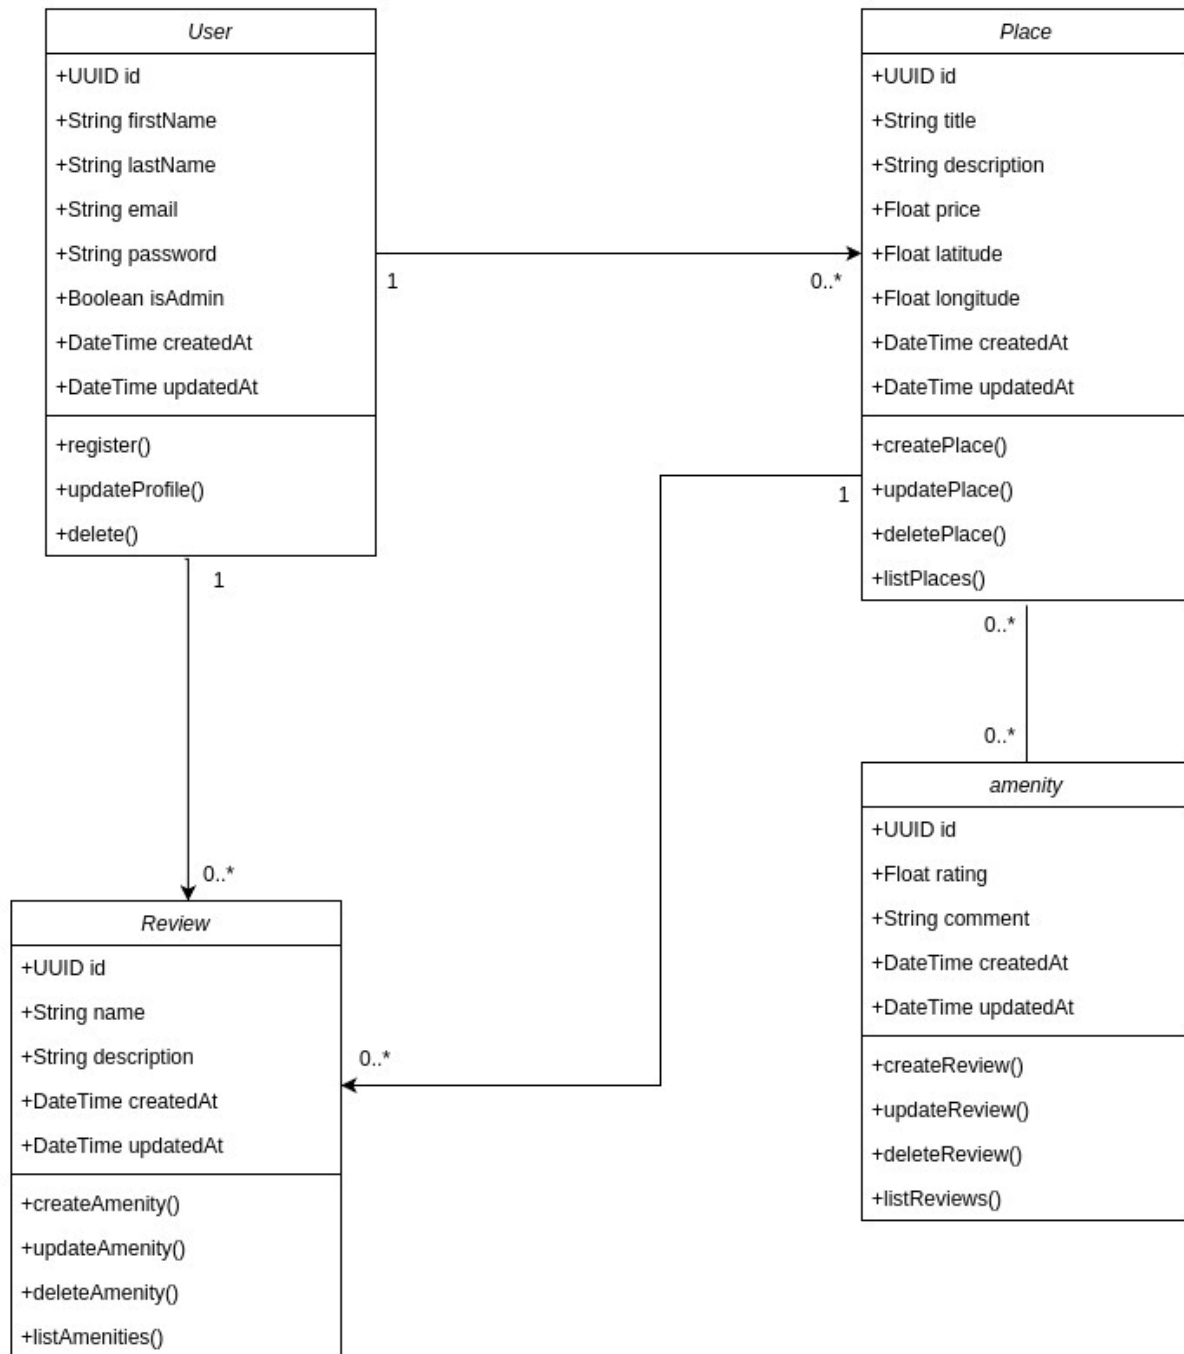 User
+UUID id
+String firstName
+String lastName
+String email
+String password
+Boolean isAdmin
+DateTime createdAt
+DateTime updatedAt
+register()
+updateProfile()
+delete()
1
0..*
Place
+UUID id
+String title
+String description
+Float price
+Float latitude
+Float longitude
+DateTime createdAt
+DateTime updatedAt
+createPlace()
+updatePlace()
+deletePlace()
+listPlaces()
1
1
0..*
0..*
0..*
0..*
Review
+UUID id
+String name
+String description
+DateTime createdAt
+DateTime updatedAt
+createAmenity()
+updateAmenity()
+deleteAmenity()
+listAmenities()
amenity
+UUID id
+Float rating
+String comment
+DateTime createdAt
+DateTime updatedAt
+createReview()
+updateReview()
+deleteReview()
+listReviews()